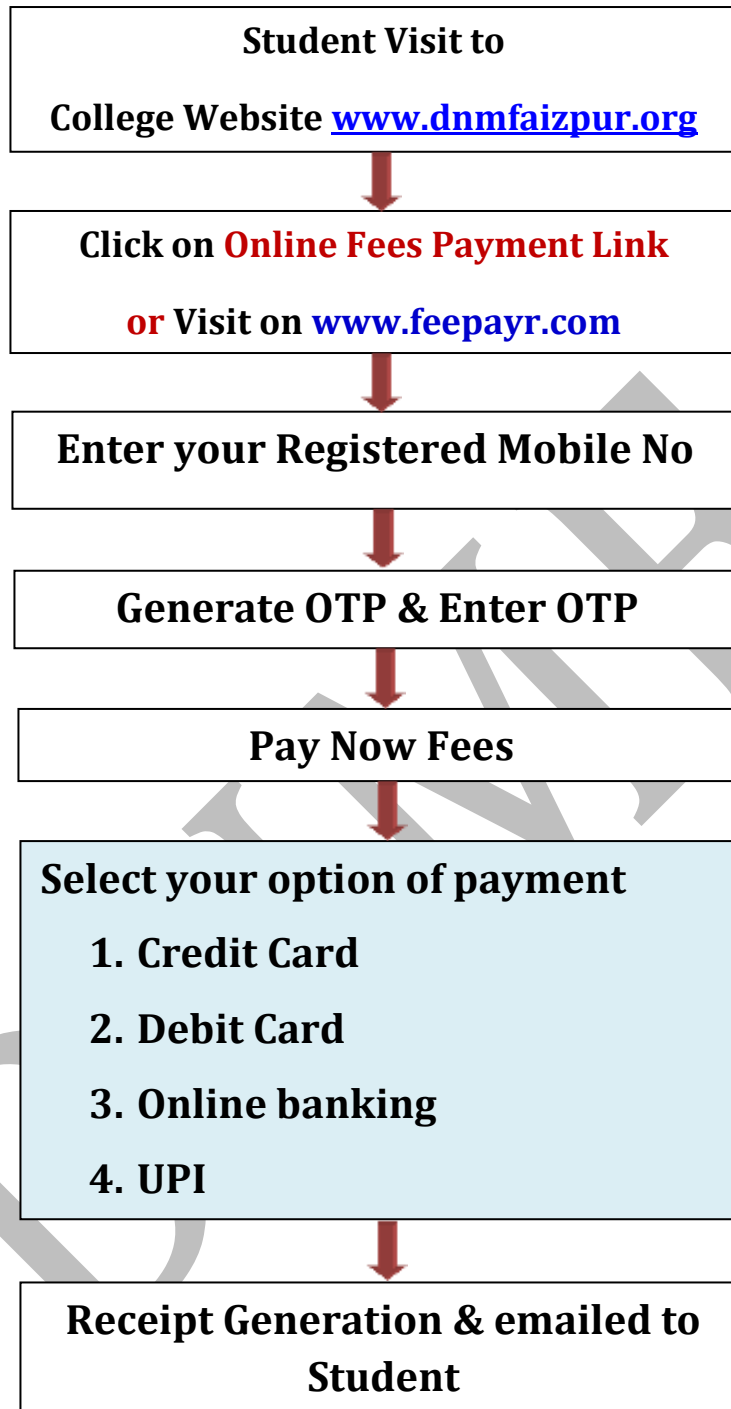 Student Visit to
College Website www.dnmfaizpur.org
Click on Online Fees Payment Link
or Visit on www.feepayr.com
Enter your Registered Mobile No
Generate OTP & Enter OTP
Pay Now Fees
Select your option of payment
1. Credit Card
2. Debit Card
3. Online banking
4. UPI
Receipt Generation & emailed to
Student